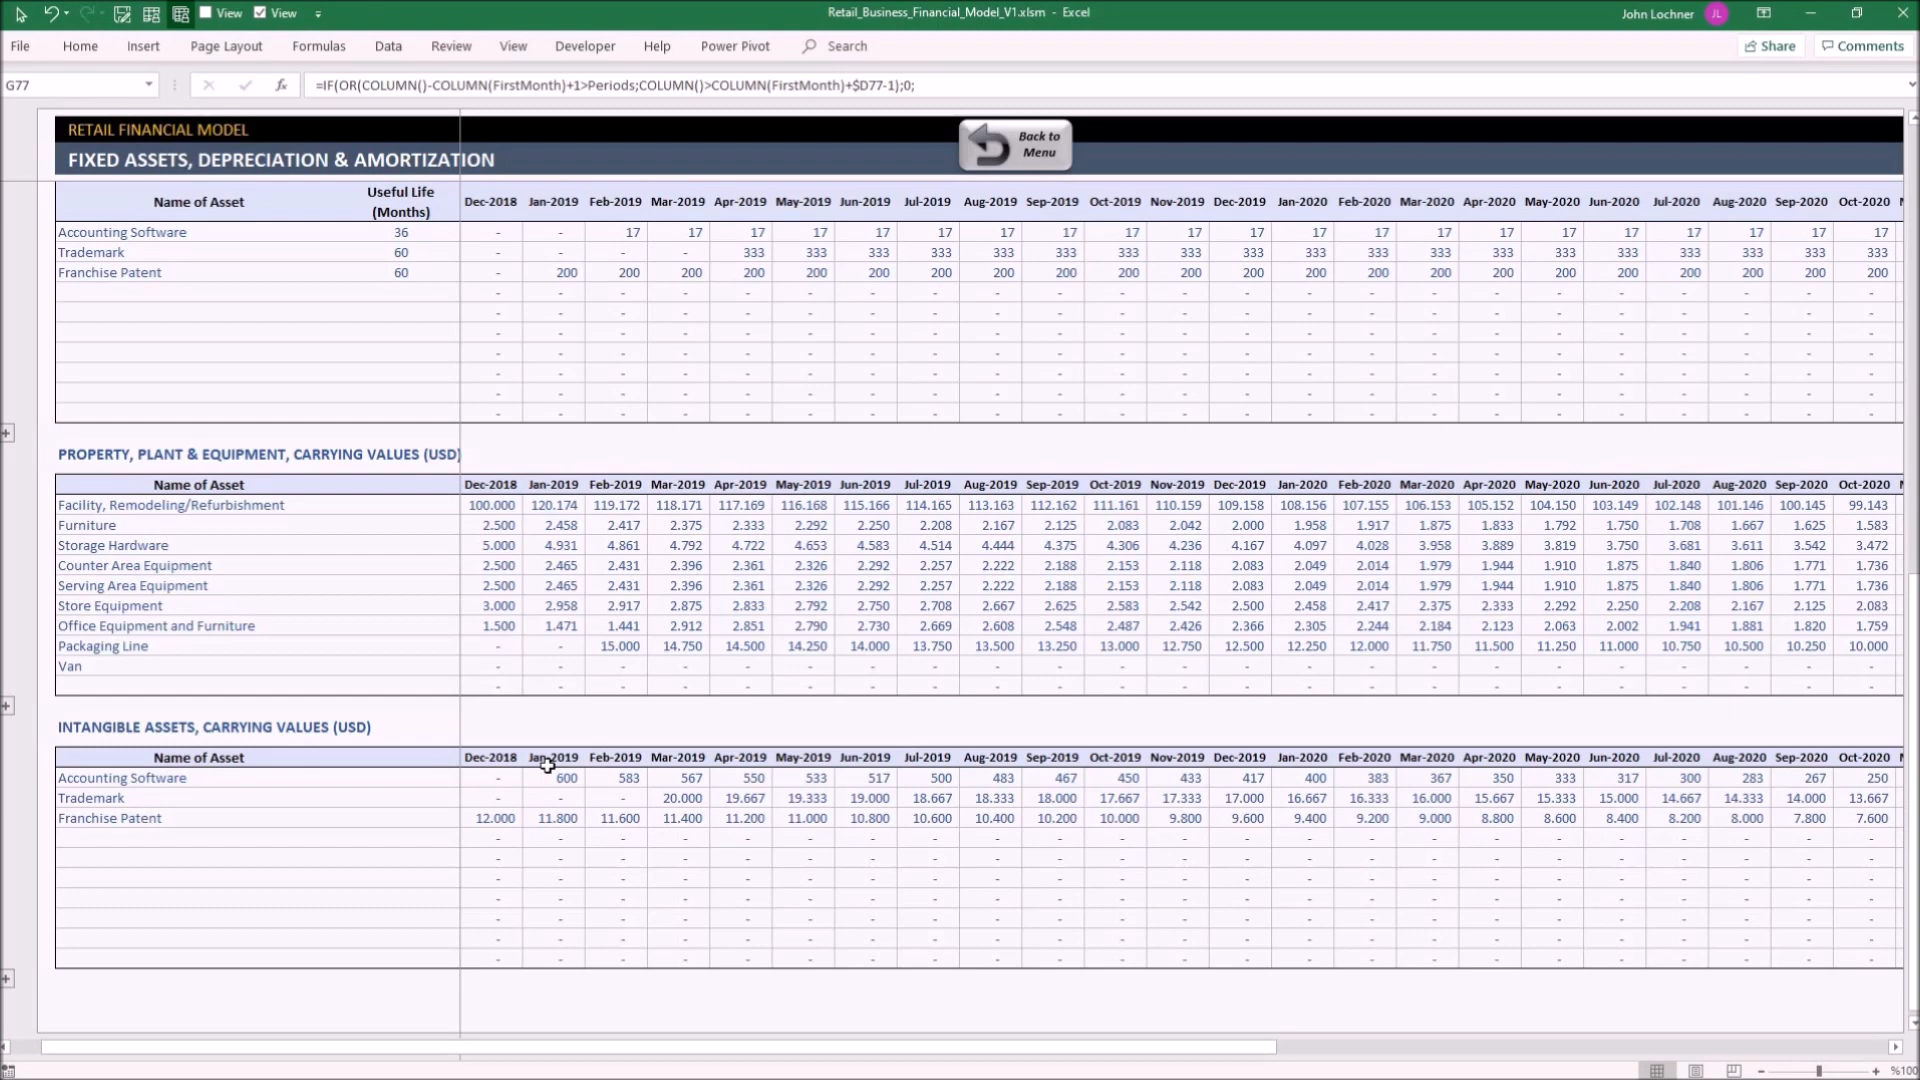 View View
Retail_Business_Financial_Model_V1.xlsm - Excel
John Lochner JL
File Home Insert Page Layout Formulas Data Review View Developer Help Power Pivot Search Share Comments
G77 fx =IF(OR(COLUMN()-COLUMN(FirstMonth)+1>Periods;COLUMN()>COLUMN(FirstMonth)+$D77-1);0;
RETAIL FINANCIAL MODEL
FIXED ASSETS, DEPRECIATION & AMORTIZATION
Back to
Menu
Name of Asset Useful Life (Months) Dec-2018 Jan-2019 Feb-2019 Mar-2019 Apr-2019 May-2019 Jun-2019 Jul-2019 Aug-2019 Sep-2019 Oct-2019 Nov-2019 Dec-2019 Jan-2020 Feb-2020 Mar-2020 Apr-2020 May-2020 Jun-2020 Jul-2020 Aug-2020 Sep-2020 Oct-2020
Accounting Software 36 - - 17 17 17 17 17 17 17 17 17 17 17 17 17 17 17 17 17 17 17 17 17
Trademark 60 - - - - 333 333 333 333 333 333 333 333 333 333 333 333 333 333 333 333 333 333 333
Franchise Patent 60 - 200 200 200 200 200 200 200 200 200 200 200 200 200 200 200 200 200 200 200 200 200 200
- - - - - - - - - - - - - - - - - - - - - - -
- - - - - - - - - - - - - - - - - - - - - - -
- - - - - - - - - - - - - - - - - - - - - - -
- - - - - - - - - - - - - - - - - - - - - - -
- - - - - - - - - - - - - - - - - - - - - - -
- - - - - - - - - - - - - - - - - - - - - - -
- - - - - - - - - - - - - - - - - - - - - - -
PROPERTY, PLANT & EQUIPMENT, CARRYING VALUES (USD)
Name of Asset Dec-2018 Jan-2019 Feb-2019 Mar-2019 Apr-2019 May-2019 Jun-2019 Jul-2019 Aug-2019 Sep-2019 Oct-2019 Nov-2019 Dec-2019 Jan-2020 Feb-2020 Mar-2020 Apr-2020 May-2020 Jun-2020 Jul-2020 Aug-2020 Sep-2020 Oct-2020
Facility, Remodeling/Refurbishment 100.000 120.174 119.172 118.171 117.169 116.168 115.166 114.165 113.163 112.162 111.161 110.159 109.158 108.156 107.155 106.153 105.152 104.150 103.149 102.148 101.146 100.145 99.143
Furniture 2.500 2.458 2.417 2.375 2.333 2.292 2.250 2.208 2.167 2.125 2.083 2.042 2.000 1.958 1.917 1.875 1.833 1.792 1.750 1.708 1.667 1.625 1.583
Storage Hardware 5.000 4.931 4.861 4.792 4.722 4.653 4.583 4.514 4.444 4.375 4.306 4.236 4.167 4.097 4.028 3.958 3.889 3.819 3.750 3.681 3.611 3.542 3.472
Counter Area Equipment 2.500 2.465 2.431 2.396 2.361 2.326 2.292 2.257 2.222 2.188 2.153 2.118 2.083 2.049 2.014 1.979 1.944 1.910 1.875 1.840 1.806 1.771 1.736
Serving Area Equipment 2.500 2.465 2.431 2.396 2.361 2.326 2.292 2.257 2.222 2.188 2.153 2.118 2.083 2.049 2.014 1.979 1.944 1.910 1.875 1.840 1.806 1.771 1.736
Store Equipment 3.000 2.958 2.917 2.875 2.833 2.792 2.750 2.708 2.667 2.625 2.583 2.542 2.500 2.458 2.417 2.375 2.333 2.292 2.250 2.208 2.167 2.125 2.083
Office Equipment and Furniture 1.500 1.471 1.441 2.912 2.851 2.790 2.730 2.669 2.608 2.548 2.487 2.426 2.366 2.305 2.244 2.184 2.123 2.063 2.002 1.941 1.881 1.820 1.759
Packaging Line - - 15.000 14.750 14.500 14.250 14.000 13.750 13.500 13.250 13.000 12.750 12.500 12.250 12.000 11.750 11.500 11.250 11.000 10.750 10.500 10.250 10.000
Van - - - - - - - - - - - - - - - - - - - - - - -
- - - - - - - - - - - - - - - - - - - - - - -
INTANGIBLE ASSETS, CARRYING VALUES (USD)
Name of Asset Dec-2018 Jan-2019 Feb-2019 Mar-2019 Apr-2019 May-2019 Jun-2019 Jul-2019 Aug-2019 Sep-2019 Oct-2019 Nov-2019 Dec-2019 Jan-2020 Feb-2020 Mar-2020 Apr-2020 May-2020 Jun-2020 Jul-2020 Aug-2020 Sep-2020 Oct-2020
Accounting Software - 600 583 567 550 533 517 500 483 467 450 433 417 400 383 367 350 333 317 300 283 267 250
Trademark - - - 20.000 19.667 19.333 19.000 18.667 18.333 18.000 17.667 17.333 17.000 16.667 16.333 16.000 15.667 15.333 15.000 14.667 14.333 14.000 13.667
Franchise Patent 12.000 11.800 11.600 11.400 11.200 11.000 10.800 10.600 10.400 10.200 10.000 9.800 9.600 9.400 9.200 9.000 8.800 8.600 8.400 8.200 8.000 7.800 7.600
- - - - - - - - - - - - - - - - - - - - - - -
- - - - - - - - - - - - - - - - - - - - - - -
- - - - - - - - - - - - - - - - - - - - - - -
- - - - - - - - - - - - - - - - - - - - - - -
- - - - - - - - - - - - - - - - - - - - - - -
- - - - - - - - - - - - - - - - - - - - - - -
- - - - - - - - - - - - - - - - - - - - - - -
%100